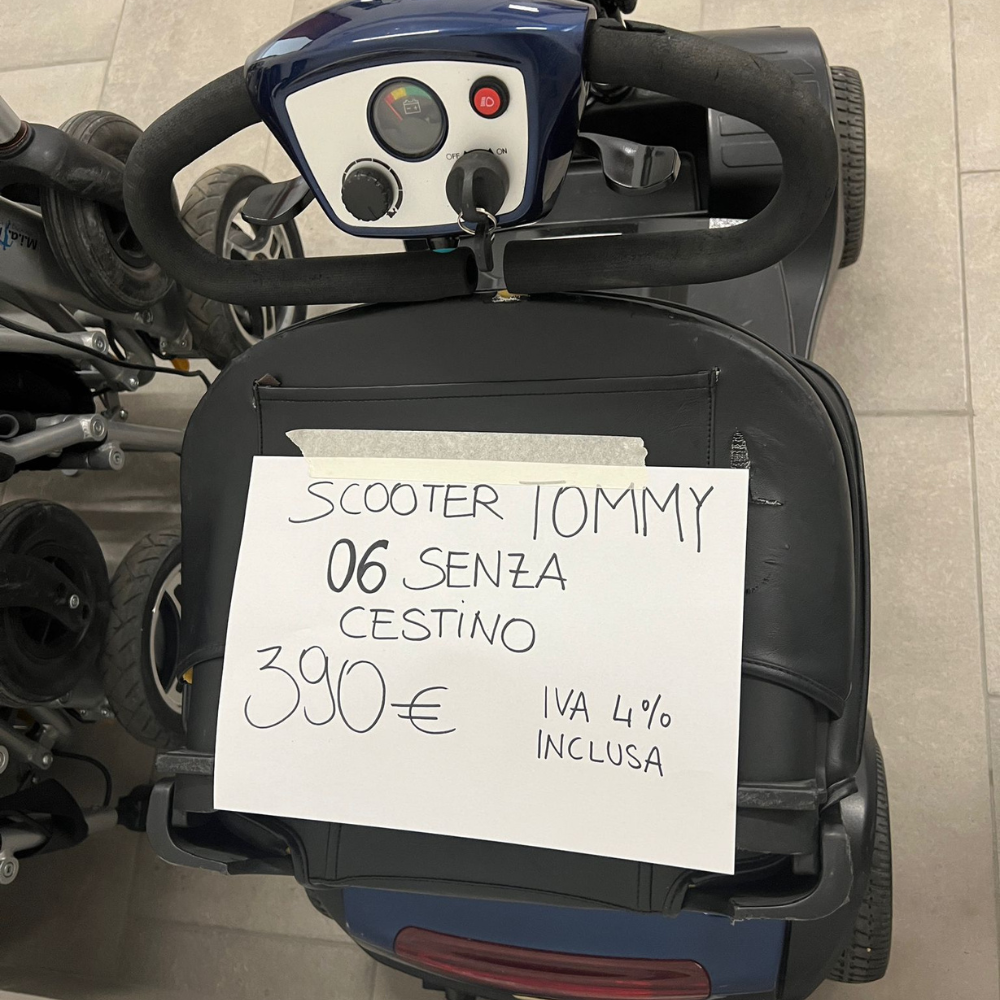 OFF ON
M.i.a
SCOOTER TOMMY
06 SENZA
CESTINO
390€
IVA 4%
INCLUSA